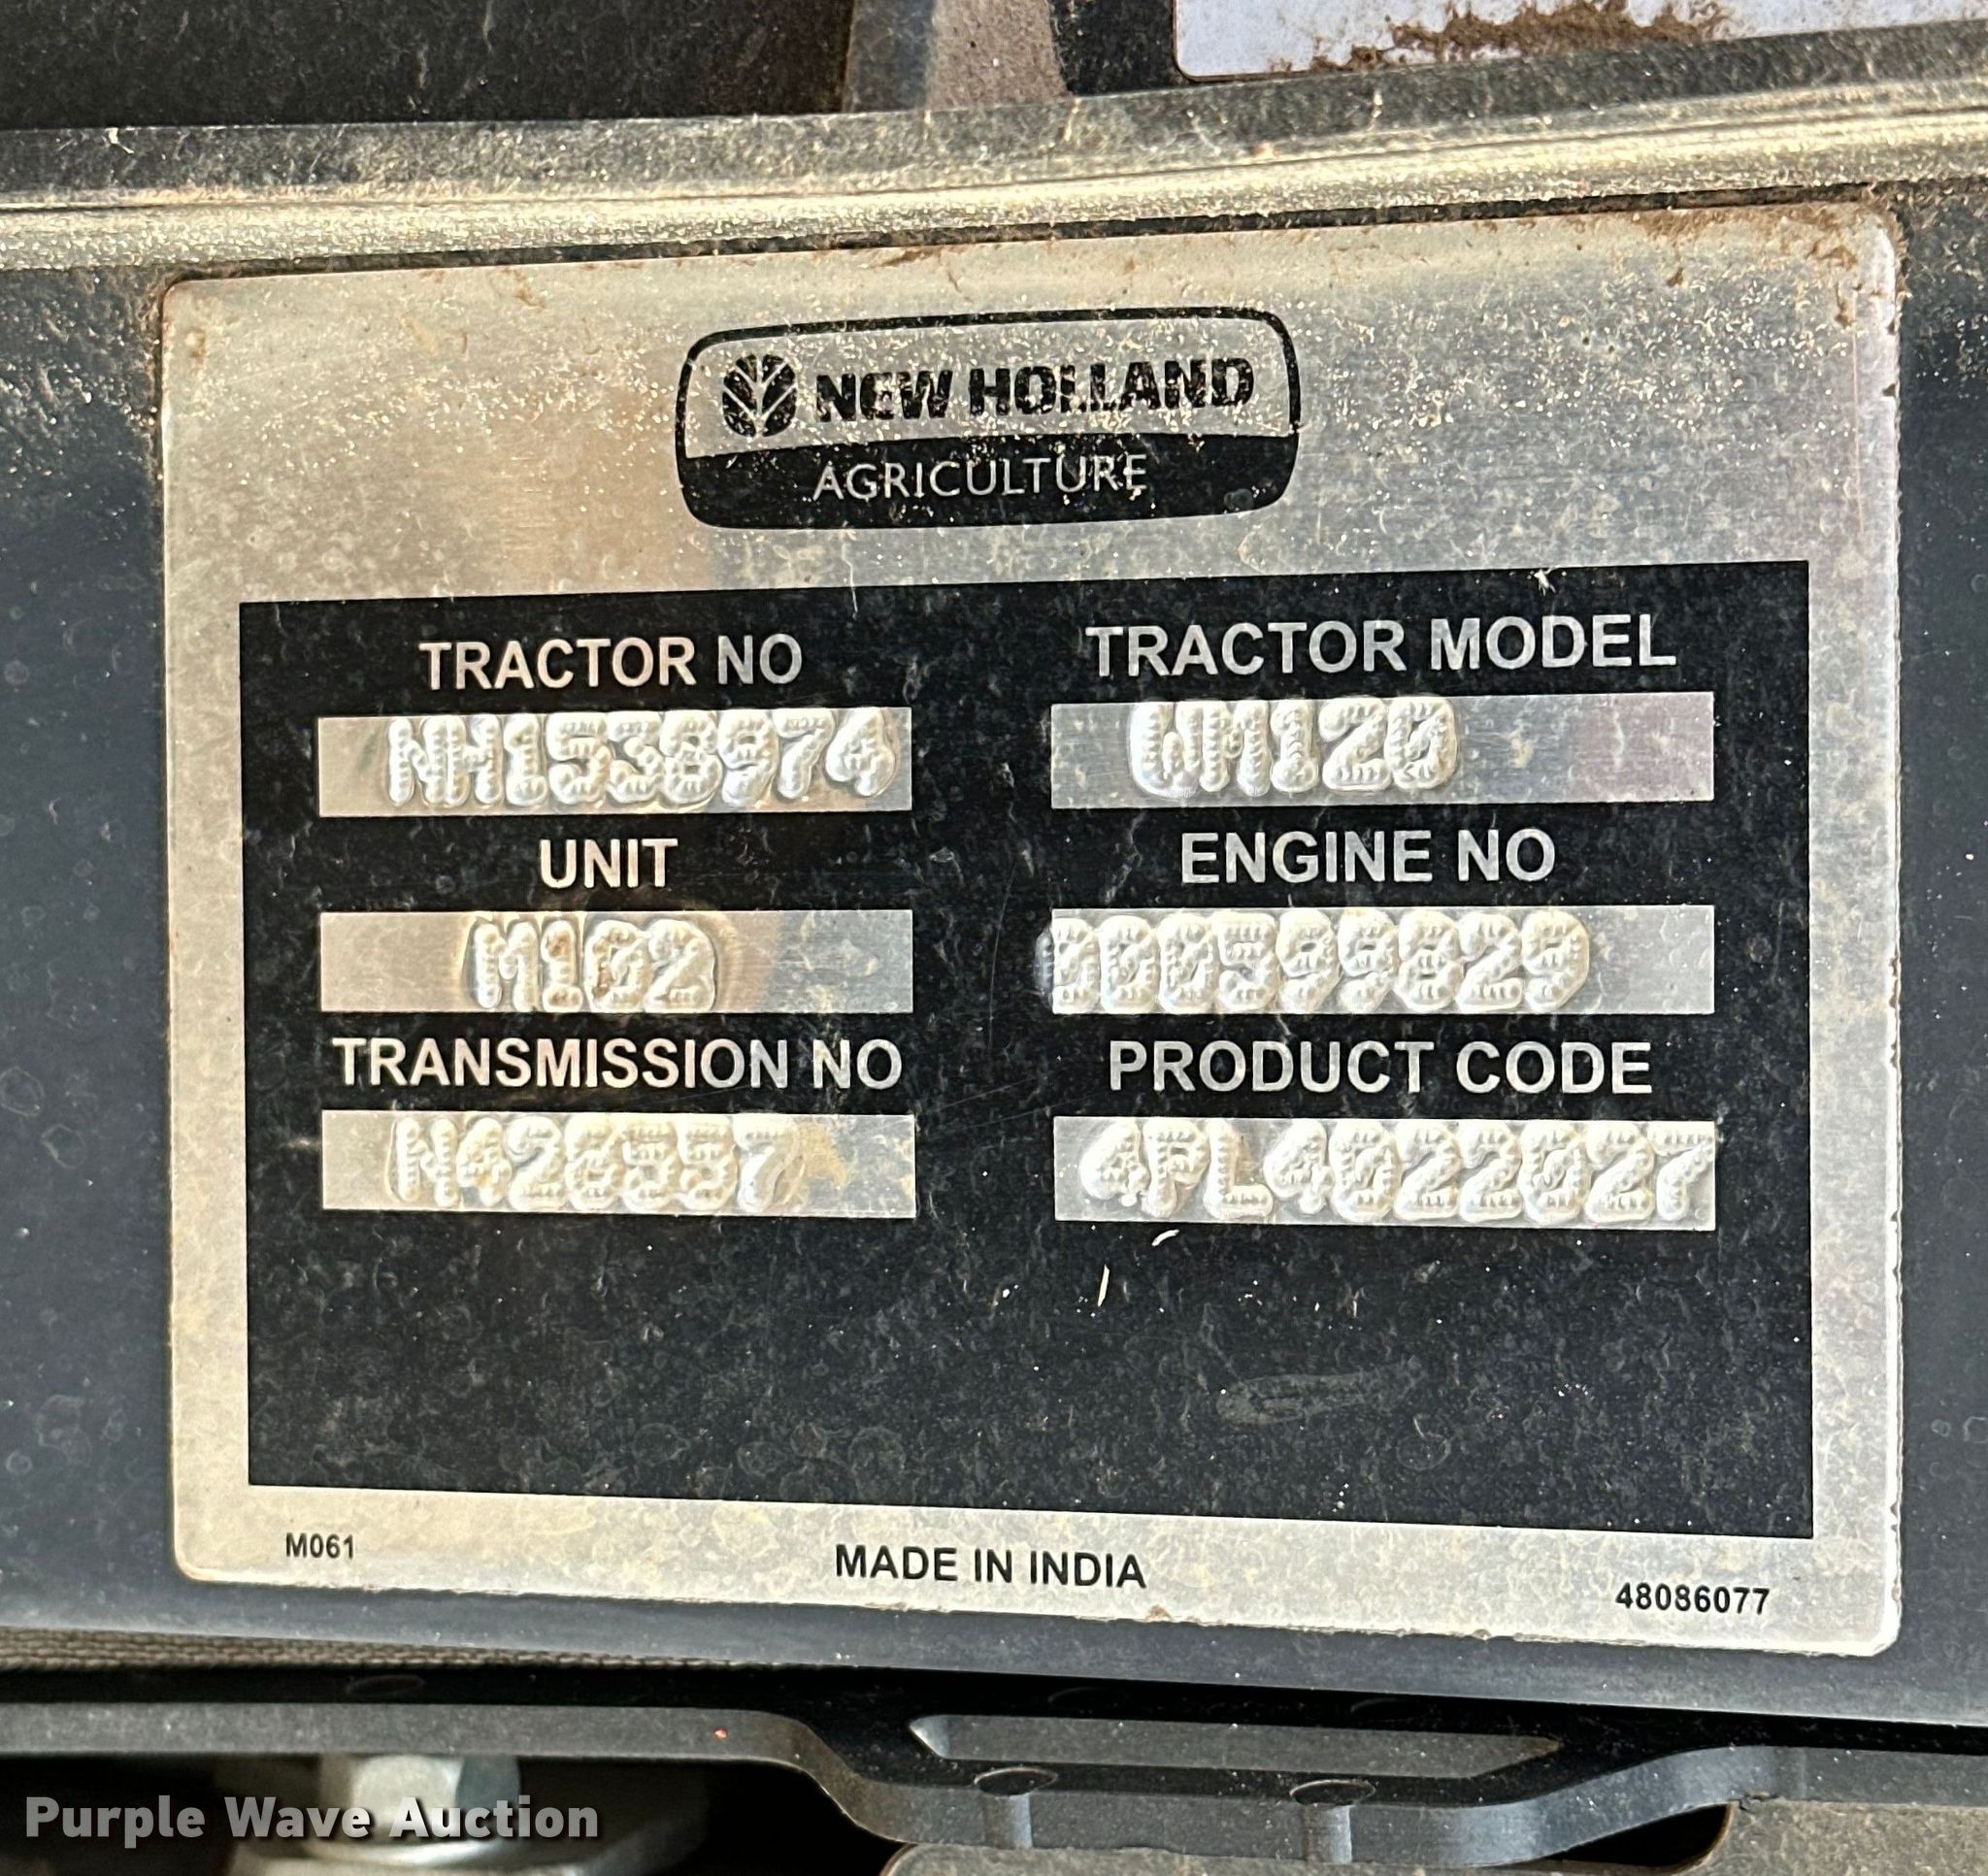 NEW HOLLAND
AGRICULTURE
TRACTOR NO TRACTOR MODEL
NH1538974 WM120
UNIT ENGINE NO
M102 000599829
TRANSMISSION NO PRODUCT CODE
4PL4022027
M061 MADE IN INDIA 48086077
Purple Wave Auction